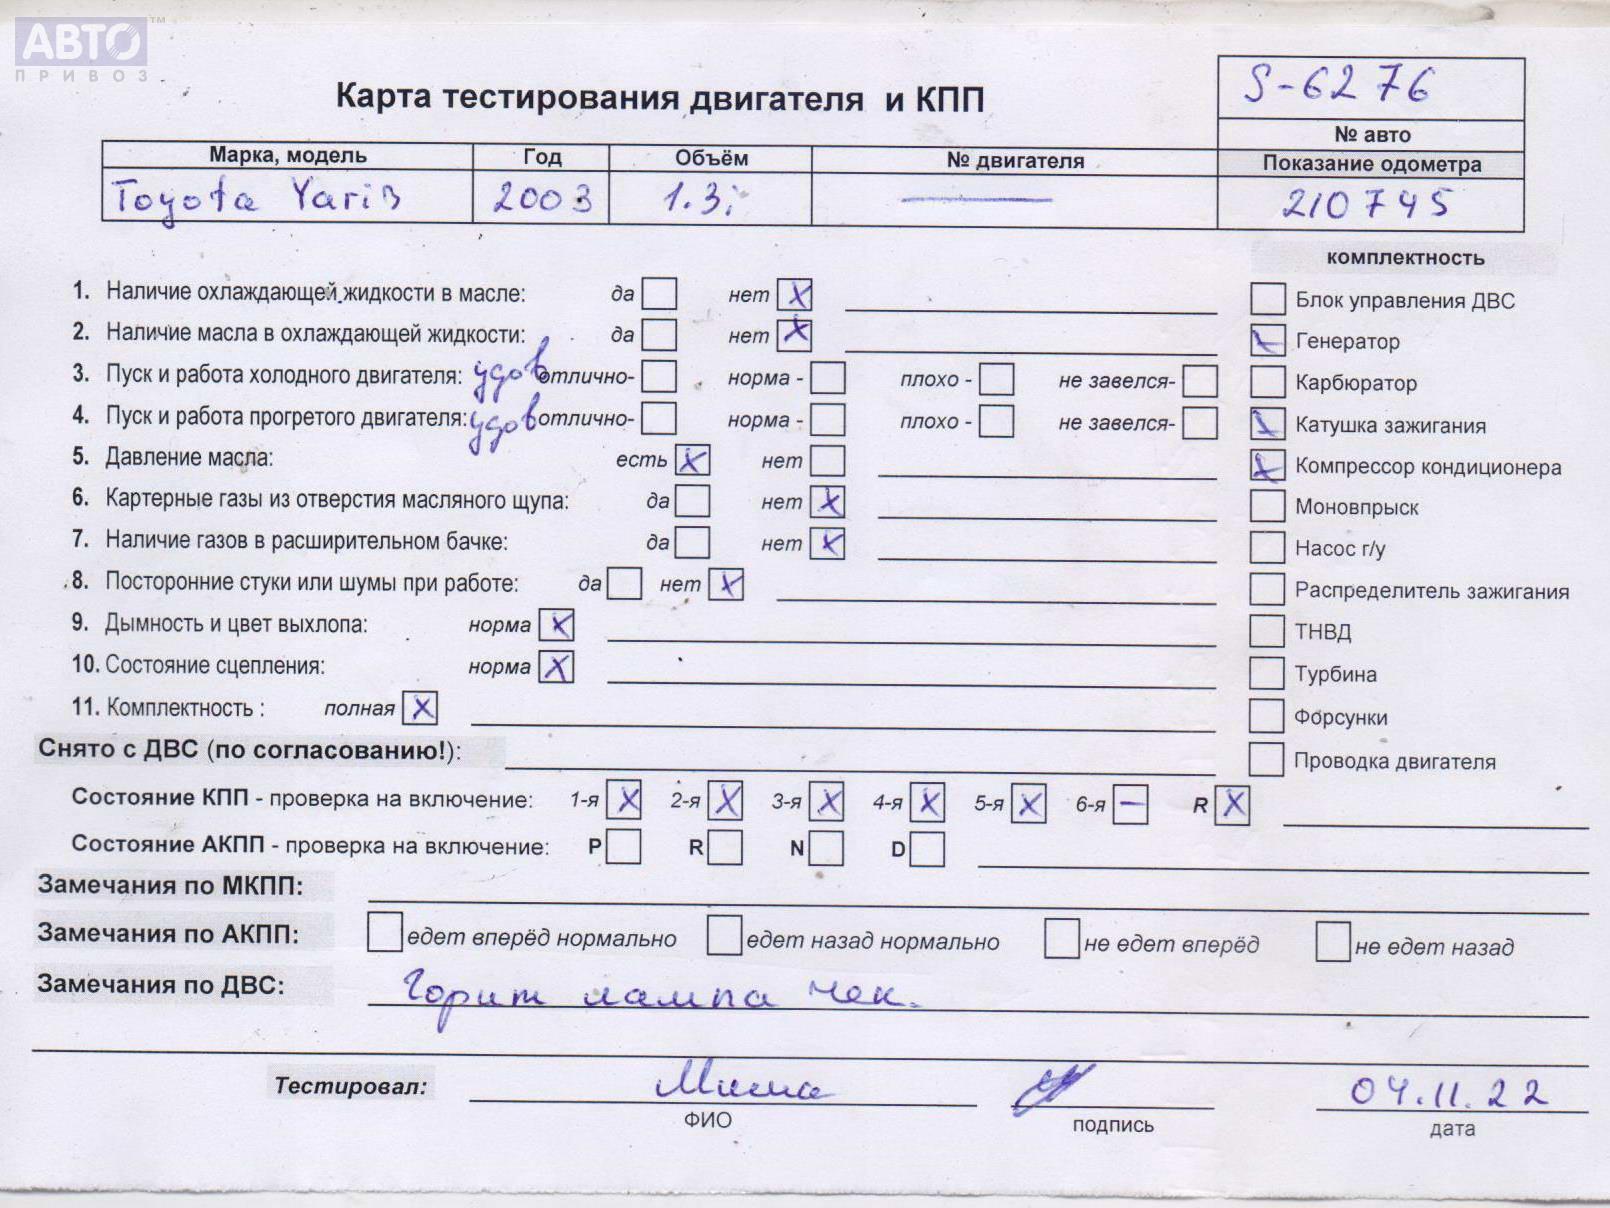 АВТО™
ПРИВОЗ
Карта тестирования двигателя и КПП
S-6276
№ авто
Марка, модель Год Объём № двигателя Показание одометра
Toyota Yaris 2003 1.3i — 210745
комплектность
1. Наличие охлаждающей жидкости в масле: да нет X
Блок управления ДВС
2. Наличие масла в охлаждающей жидкости: да нет X
Генератор
3. Пуск и работа холодного двигателя: удов отлично- норма - плохо - не завелся-
Карбюратор
4. Пуск и работа прогретого двигателя: удов отлично- норма - плохо - не завелся-
Катушка зажигания
5. Давление масла: есть X нет
Компрессор кондиционера
6. Картерные газы из отверстия масляного щупа: да нет X
Моновпрыск
7. Наличие газов в расширительном бачке: да нет X
Насос г/у
8. Посторонние стуки или шумы при работе: да нет X
Распределитель зажигания
9. Дымность и цвет выхлопа: норма X
ТНВД
10. Состояние сцепления: норма X
Турбина
11. Комплектность : полная X
Форсунки
Снято с ДВС (по согласованию!):
Проводка двигателя
Состояние КПП - проверка на включение: 1-я X 2-я X 3-я X 4-я X 5-я X 6-я — R X
Состояние АКПП - проверка на включение: P R N D
Замечания по МКПП:
Замечания по АКПП: едет вперёд нормально едет назад нормально не едет вперёд не едет назад
Замечания по ДВС: Горит лампа чек.
Тестировал: Миша 04.11.22
ФИО подпись дата